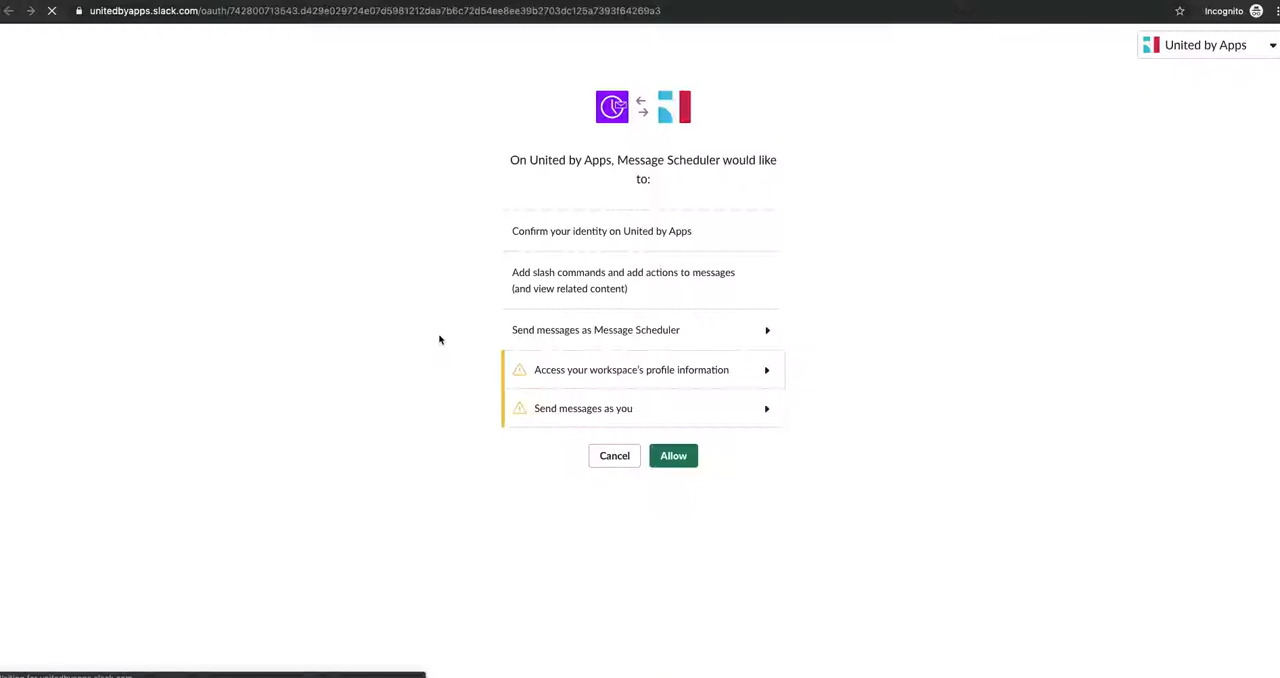 unitedbyapps.slack.com/oauth/742800713543.d429e029724e07d5981212daa7b6c72d54ee8ee39b2703dc125a7393f64269a3
Incognito
United by Apps
On United by Apps, Message Scheduler would like
to:
Confirm your identity on United by Apps
Add slash commands and add actions to messages
(and view related content)
Send messages as Message Scheduler
Access your workspace's profile information
Send messages as you
Cancel
Allow